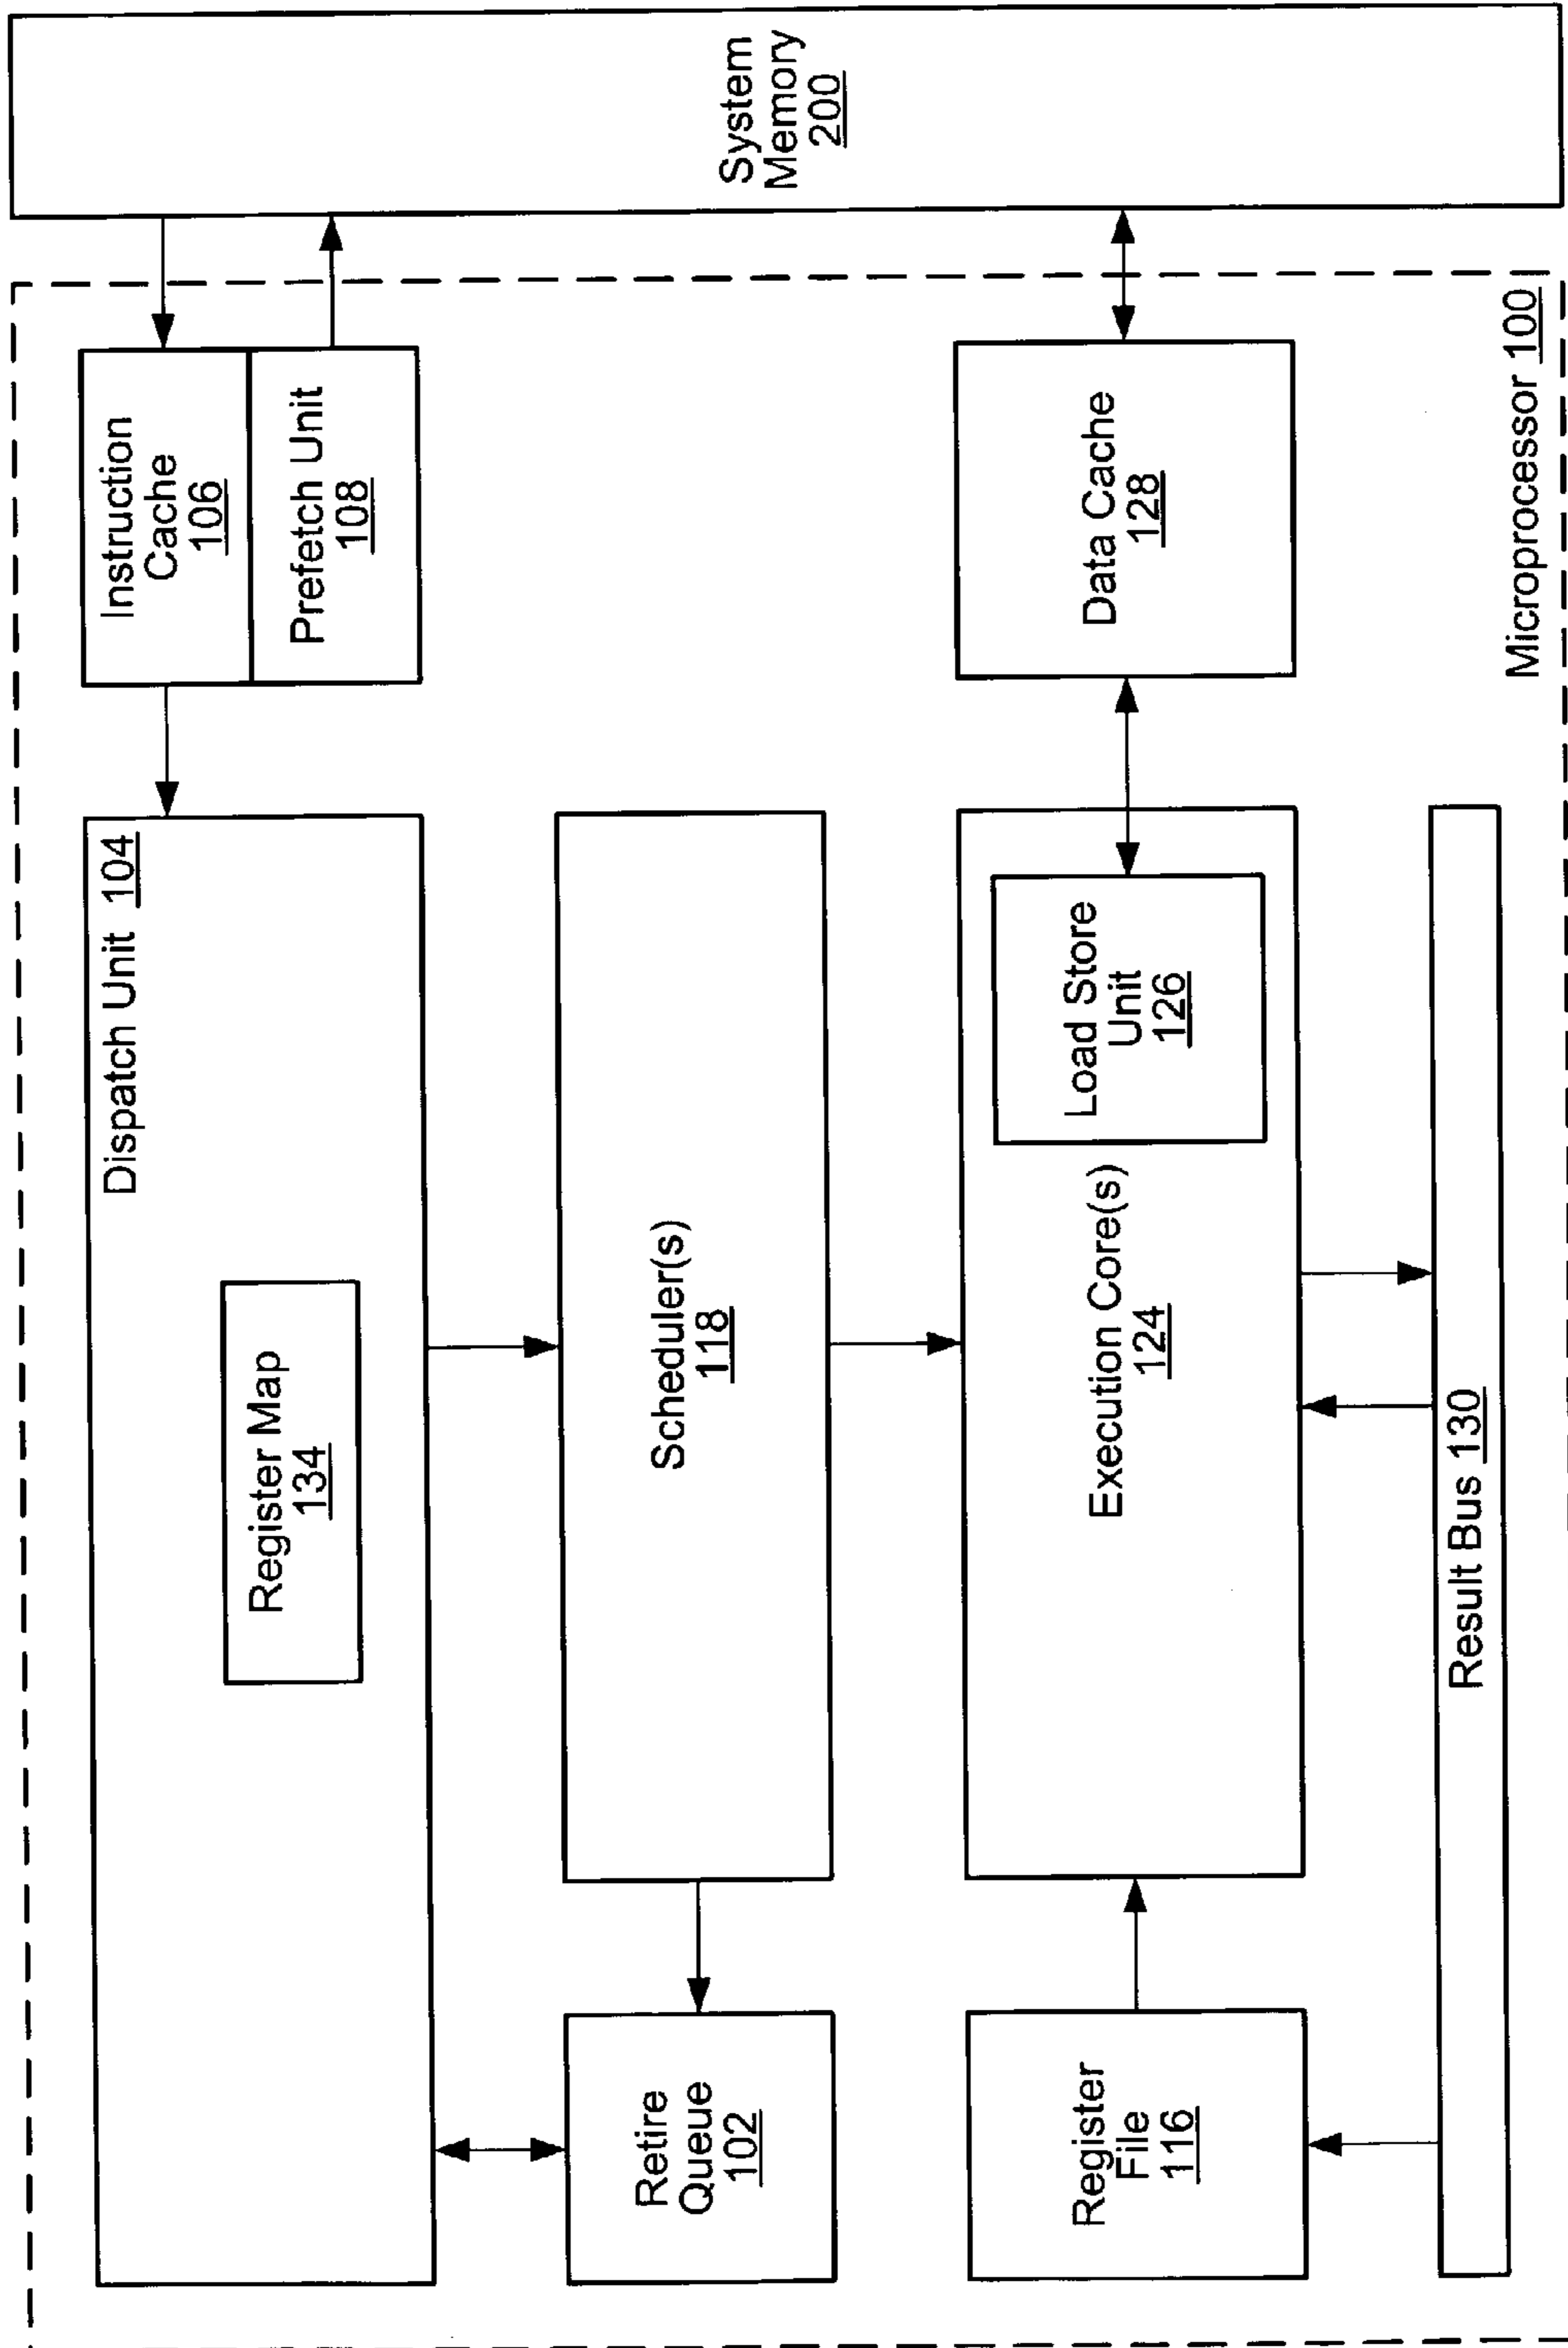 System
Memory
200
Instruction
Cache
106
Prefetch Unit
108
Data Cache
128
Microprocessor 100
Dispatch Unit 104
Register Map
134
Scheduler(s)
118
Load Store
Unit
126
Execution Core(s)
124
Result Bus 130
Retire
Queue
102
Register
File
116